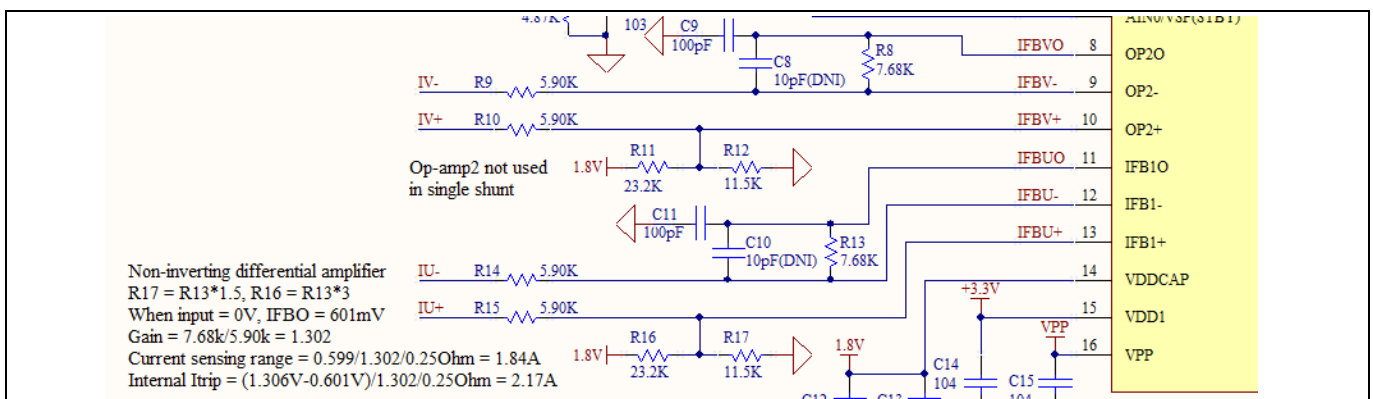 4.87K
103
C9
100pF
C8
10pF(DNI)
R8
7.68K
IFBVO 8 OP2O
IV- R9 5.90K IFBV- 9 OP2-
IV+ R10 5.90K IFBV+ 10 OP2+
Op-amp2 not used
in single shunt
1.8V
R11
23.2K
R12
11.5K
IFBUO 11 IFB1O
IFBU- 12 IFB1-
IFBU+ 13 IFB1+
C11
100pF
C10
10pF(DNI)
R13
7.68K
Non-inverting differential amplifier
R17 = R13*1.5, R16 = R13*3
When input = 0V, IFBO = 601mV
Gain = 7.68k/5.90k = 1.302
Current sensing range = 0.599/1.302/0.25Ohm = 1.84A
Internal Itrip = (1.306V-0.601V)/1.302/0.25Ohm = 2.17A
IU- R14 5.90K
IU+ R15 5.90K
1.8V
R16
23.2K
R17
11.5K
14 VDDCAP
+3.3V
15 VDD1
VPP
16 VPP
1.8V
C14
104
C15